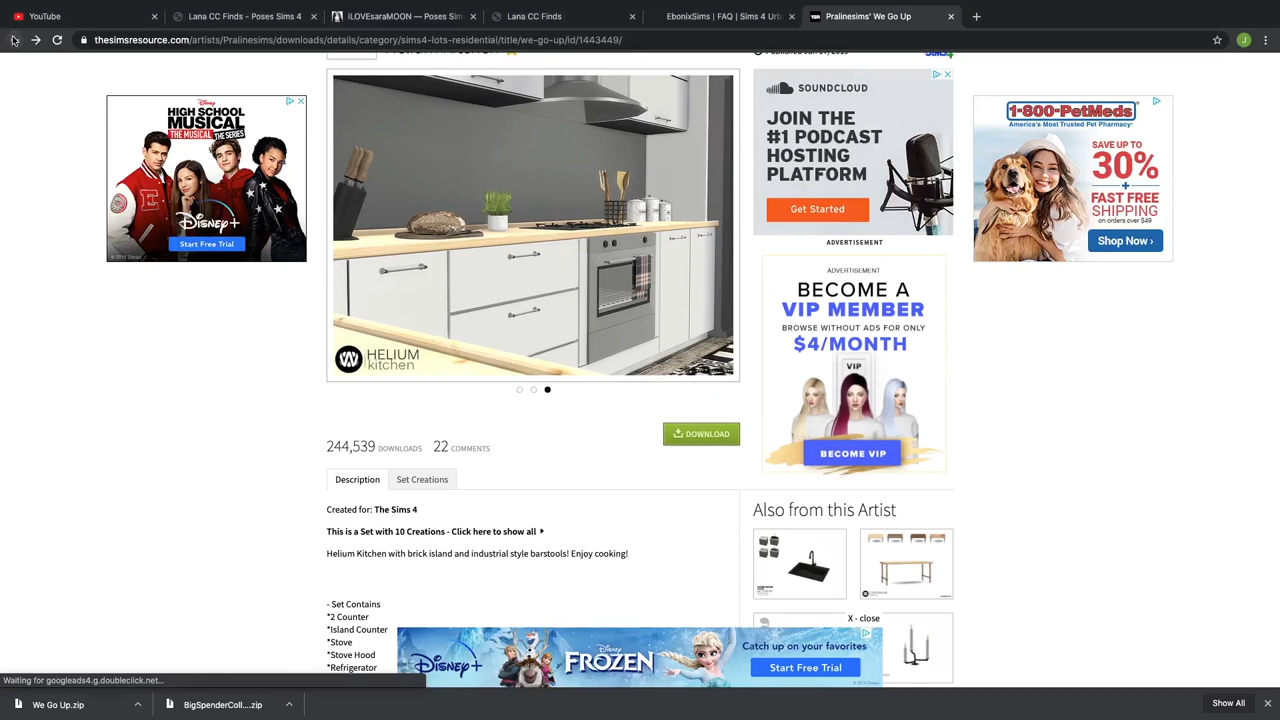 YouTube
Lana CC Finds - Poses Sims 4
iLOVEsaraMOON — Poses Sim
Lana CC Finds
EbonixSims | FAQ | Sims 4 Urb
Pralinesims' We Go Up
thesimsresource.com/artists/Pralinesims/downloads/details/category/sims4-lots-residential/title/we-go-up/id/1443449/
J
DISNEY
HIGH SCHOOL
MUSICAL
THE MUSICAL THE SERIES
E
Disney+
Start Free Trial
HELIUM
kitchen
SOUNDCLOUD
JOIN THE
#1 PODCAST
HOSTING
PLATFORM
Get Started
ADVERTISEMENT
1-800-PetMeds
America's Most Trusted Pet Pharmacy
SAVE UP TO
30%
+
FAST FREE
SHIPPING
on orders over $49
Shop Now ›
ADVERTISEMENT
BECOME A
VIP MEMBER
BROWSE WITHOUT ADS FOR ONLY
$4/MONTH
VIP
BECOME VIP
244,539 DOWNLOADS 22 COMMENTS
DOWNLOAD
Description
Set Creations
Created for: The Sims 4
This is a Set with 10 Creations - Click here to show all
Helium Kitchen with brick island and industrial style barstools! Enjoy cooking!
- Set Contains
*2 Counter
*Island Counter
*Stove
*Stove Hood
*Refrigerator
Also from this Artist
X - close
Disney+
Disney
FROZEN
Catch up on your favorites
Start Free Trial
Waiting for googleads4.g.doubleclick.net...
We Go Up.zip
BigSpenderColl....zip
Show All